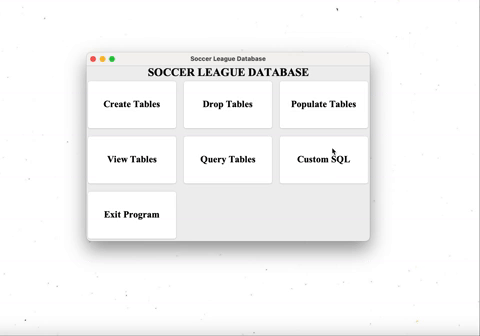 Soccer League Database
SOCCER LEAGUE DATABASE
Create Tables
Drop Tables
Populate Tables
View Tables
Query Tables
Custom SQL
Exit Program